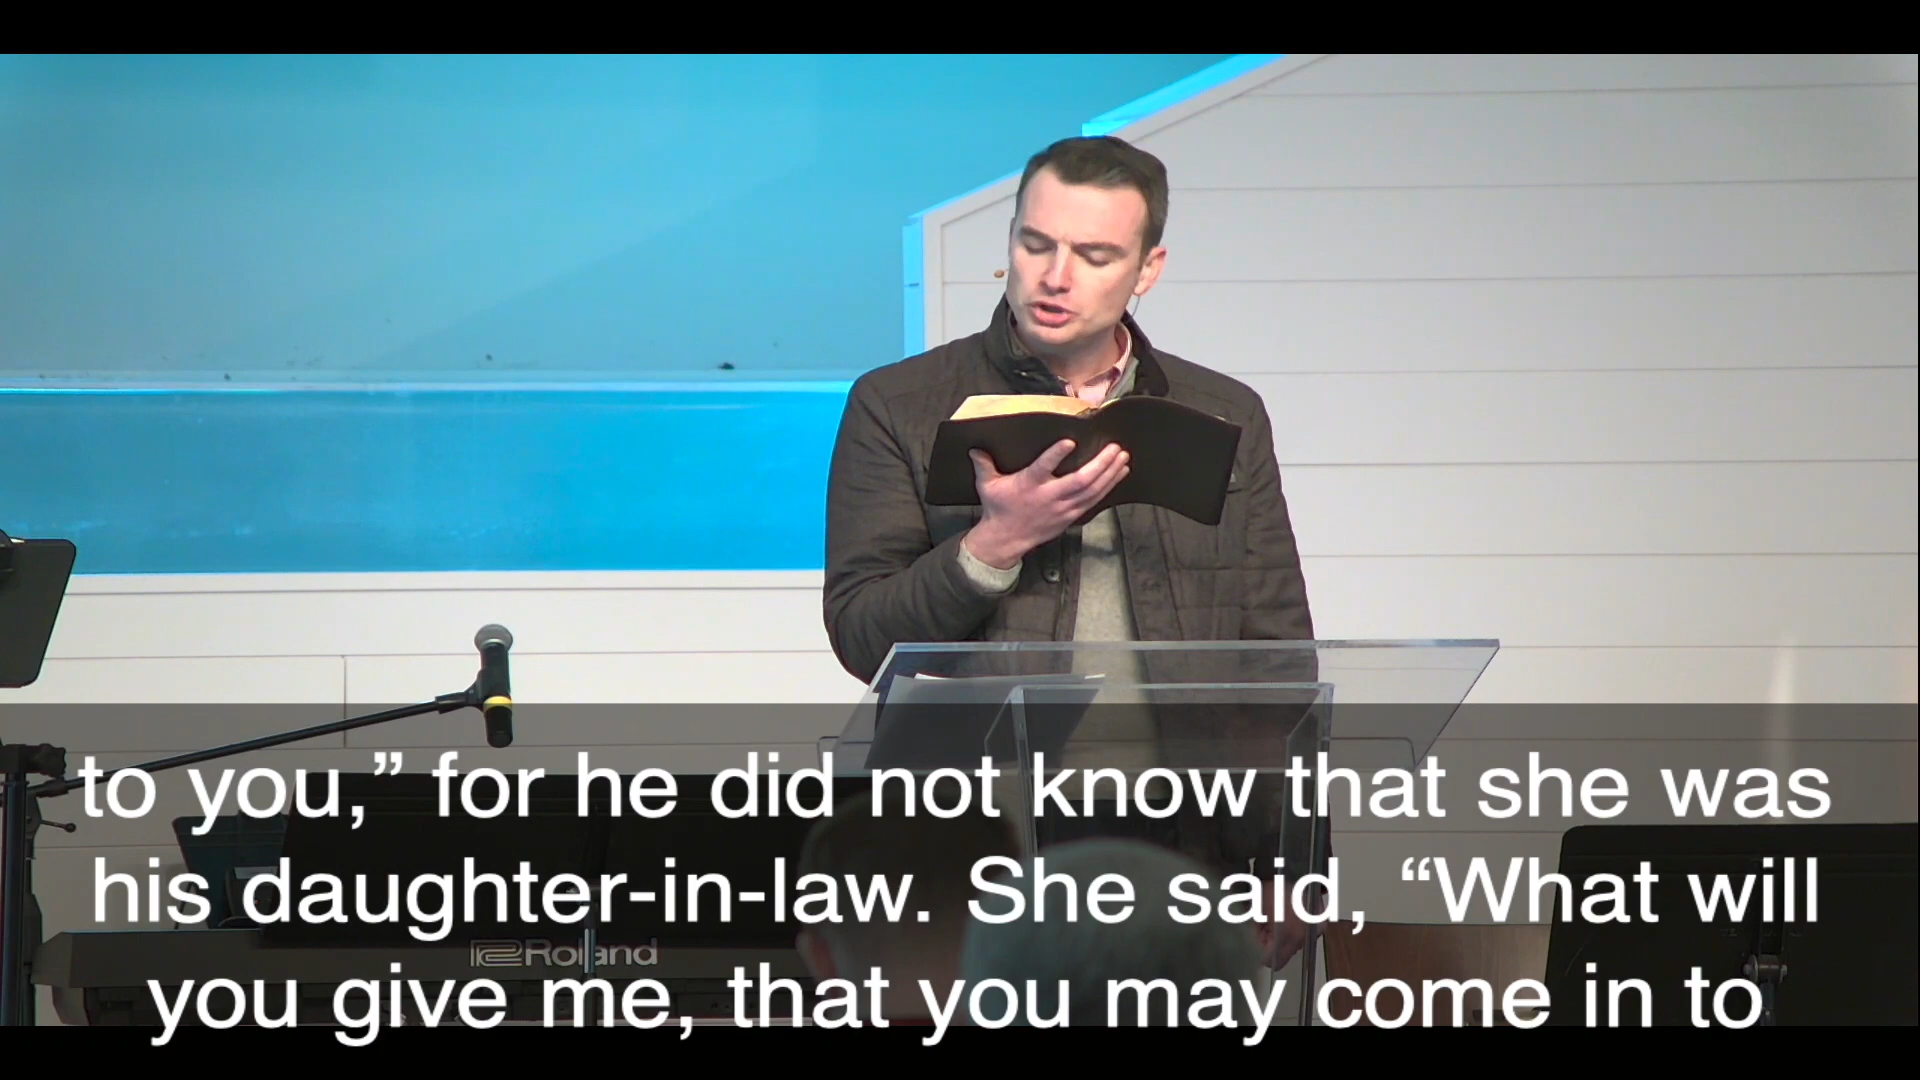 to you,” for he did not know that she was
his daughter-in-law. She said, “What will
you give me, that you may come in to
Roland